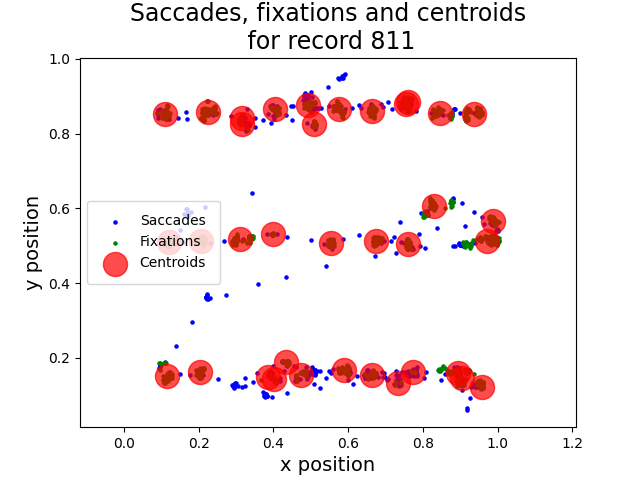 Saccades, fixations and centroids
for record 811
1.0
0.8
0.6
0.4
0.2
y position
Saccades
Fixations
Centroids
0.0
0.2
0.4
0.6
0.8
1.0
1.2
x position